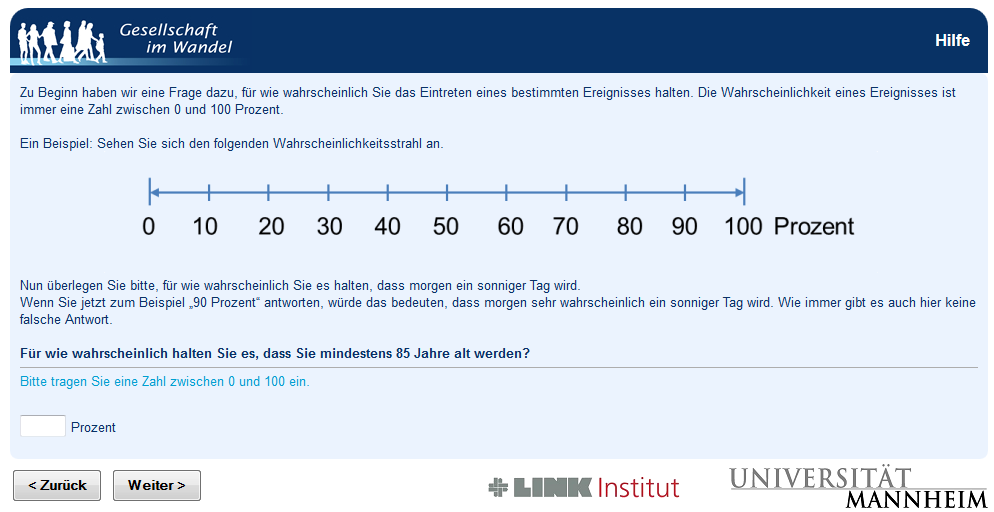 Gesellschaft
im Wandel
Hilfe
Zu Beginn haben wir eine Frage dazu, für wie wahrscheinlich Sie das Eintreten eines bestimmten Ereignisses halten. Die Wahrscheinlichkeit eines Ereignisses ist
immer eine Zahl zwischen 0 und 100 Prozent.
Ein Beispiel: Sehen Sie sich den folgenden Wahrscheinlichkeitsstrahl an.
0 10 20 30 40 50 60 70 80 90 100 Prozent
Nun überlegen Sie bitte, für wie wahrscheinlich Sie es halten, dass morgen ein sonniger Tag wird.
Wenn Sie jetzt zum Beispiel „90 Prozent“ antworten, würde das bedeuten, dass morgen sehr wahrscheinlich ein sonniger Tag wird. Wie immer gibt es auch hier keine
falsche Antwort.
Für wie wahrscheinlich halten Sie es, dass Sie mindestens 85 Jahre alt werden?
Bitte tragen Sie eine Zahl zwischen 0 und 100 ein.
Prozent
< Zurück Weiter >
LINK Institut
UNIVERSITÄT
MANNHEIM